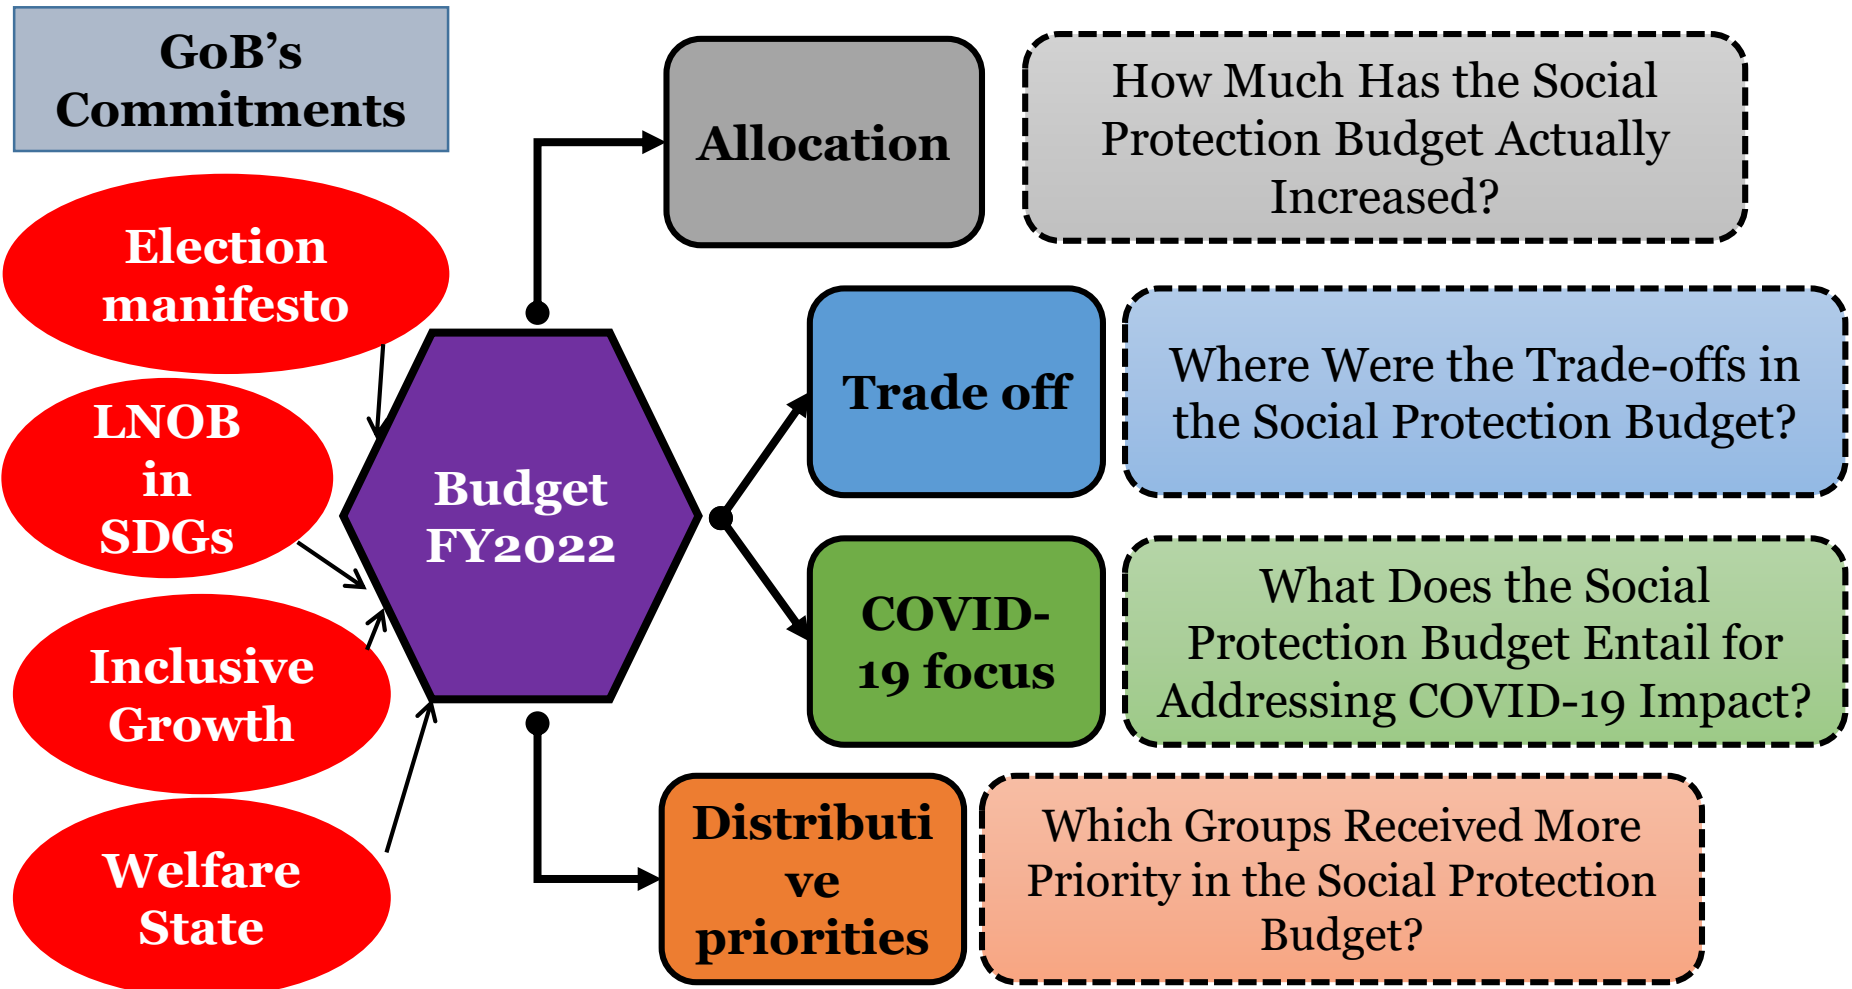 GoB’s
Commitments
Election
manifesto
LNOB
in
SDGs
Inclusive
Growth
Welfare
State
Budget
FY2022
Allocation
How Much Has the Social
Protection Budget Actually
Increased?
Trade off
Where Were the Trade-offs in
the Social Protection Budget?
COVID-
19 focus
What Does the Social
Protection Budget Entail for
Addressing COVID-19 Impact?
Distributi
ve
priorities
Which Groups Received More
Priority in the Social Protection
Budget?